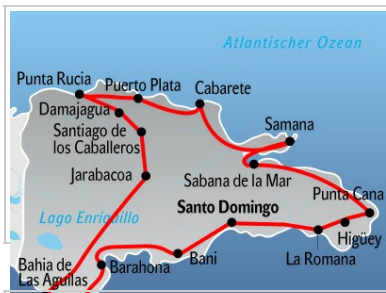 Atlantischer Ozean
Punta Rucia
Puerto Plata
Cabarete
Damajagua
Santiago de
los Caballeros
Samana
Jarabacoa
Sabana de la Mar
Punta Cana
Santo Domingo
Lago Enriquillo
Higüey
La Romana
Bani
Barahona
Bahia de
Las Aguilas